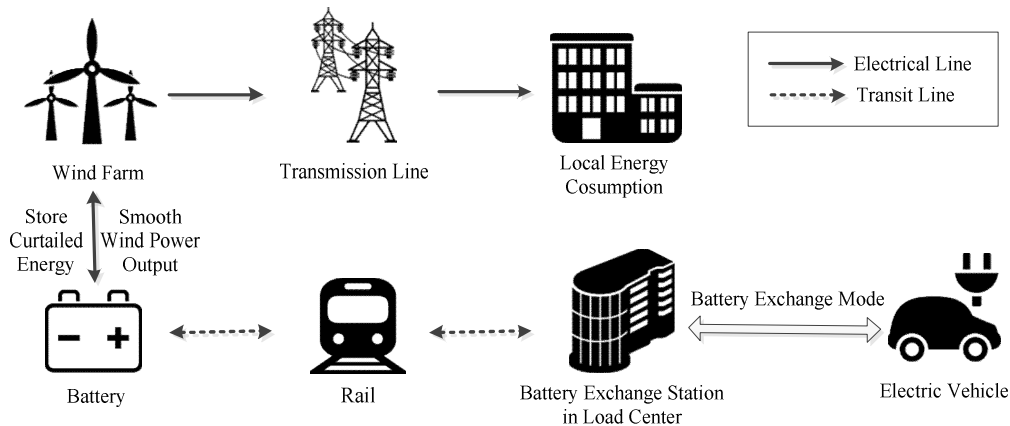 Electrical Line
Transit Line
Wind Farm
Transmission Line
Local Energy
Cosumption
Store
Curtailed
Energy
Smooth
Wind Power
Output
Battery Exchange Mode
Battery
Rail
Battery Exchange Station
in Load Center
Electric Vehicle